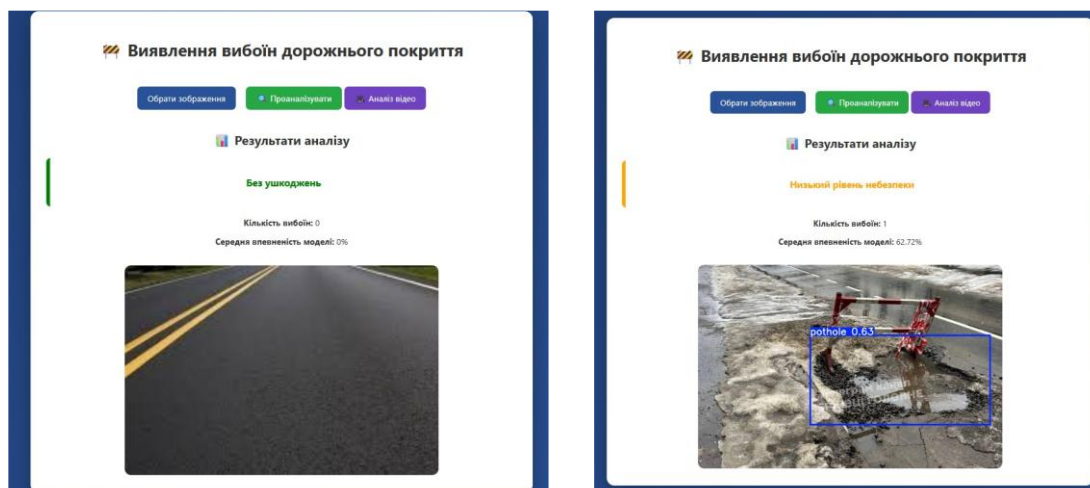 🚧 Виявлення вибоїн дорожнього покриття
Обрати зображення
🔍 Проаналізувати
🎥 Аналіз відео
📊 Результати аналізу
Без ушкоджень
Кількість вибоїн: 0
Середня впевненість моделі: 0%
🚧 Виявлення вибоїн дорожнього покриття
Обрати зображення
🔍 Проаналізувати
🎥 Аналіз відео
📊 Результати аналізу
Низький рівень небезпеки
Кількість вибоїн: 1
Середня впевненість моделі: 62.72%
pothole 0.63